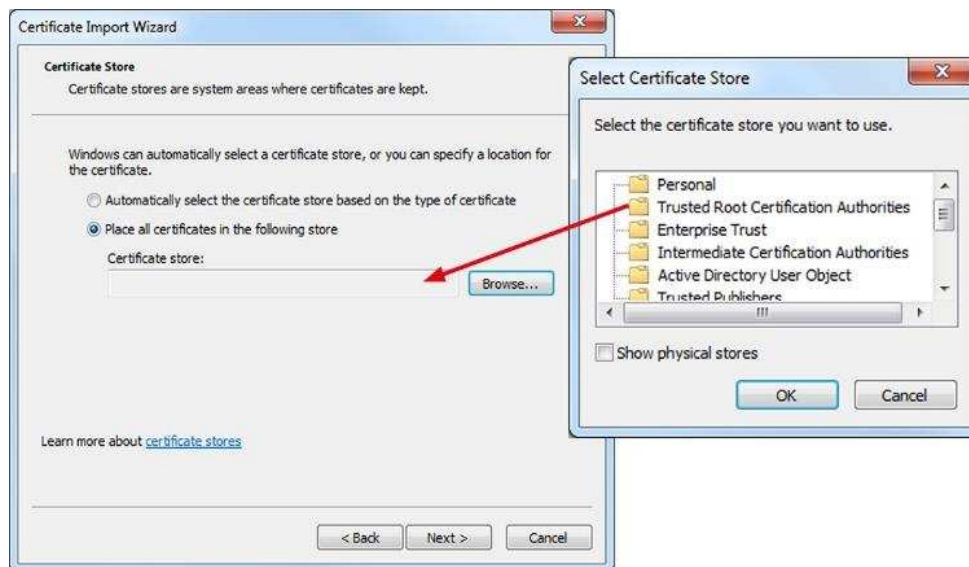 Certificate Import Wizard
Certificate Store
Certificate stores are system areas where certificates are kept.
Windows can automatically select a certificate store, or you can specify a location for
the certificate.
Automatically select the certificate store based on the type of certificate
Place all certificates in the following store
Certificate store:
Browse...
Learn more about certificate stores
< Back
Next >
Cancel
Select Certificate Store
Select the certificate store you want to use.
Personal
Trusted Root Certification Authorities
Enterprise Trust
Intermediate Certification Authorities
Active Directory User Object
Trusted Publishers
Show physical stores
OK
Cancel